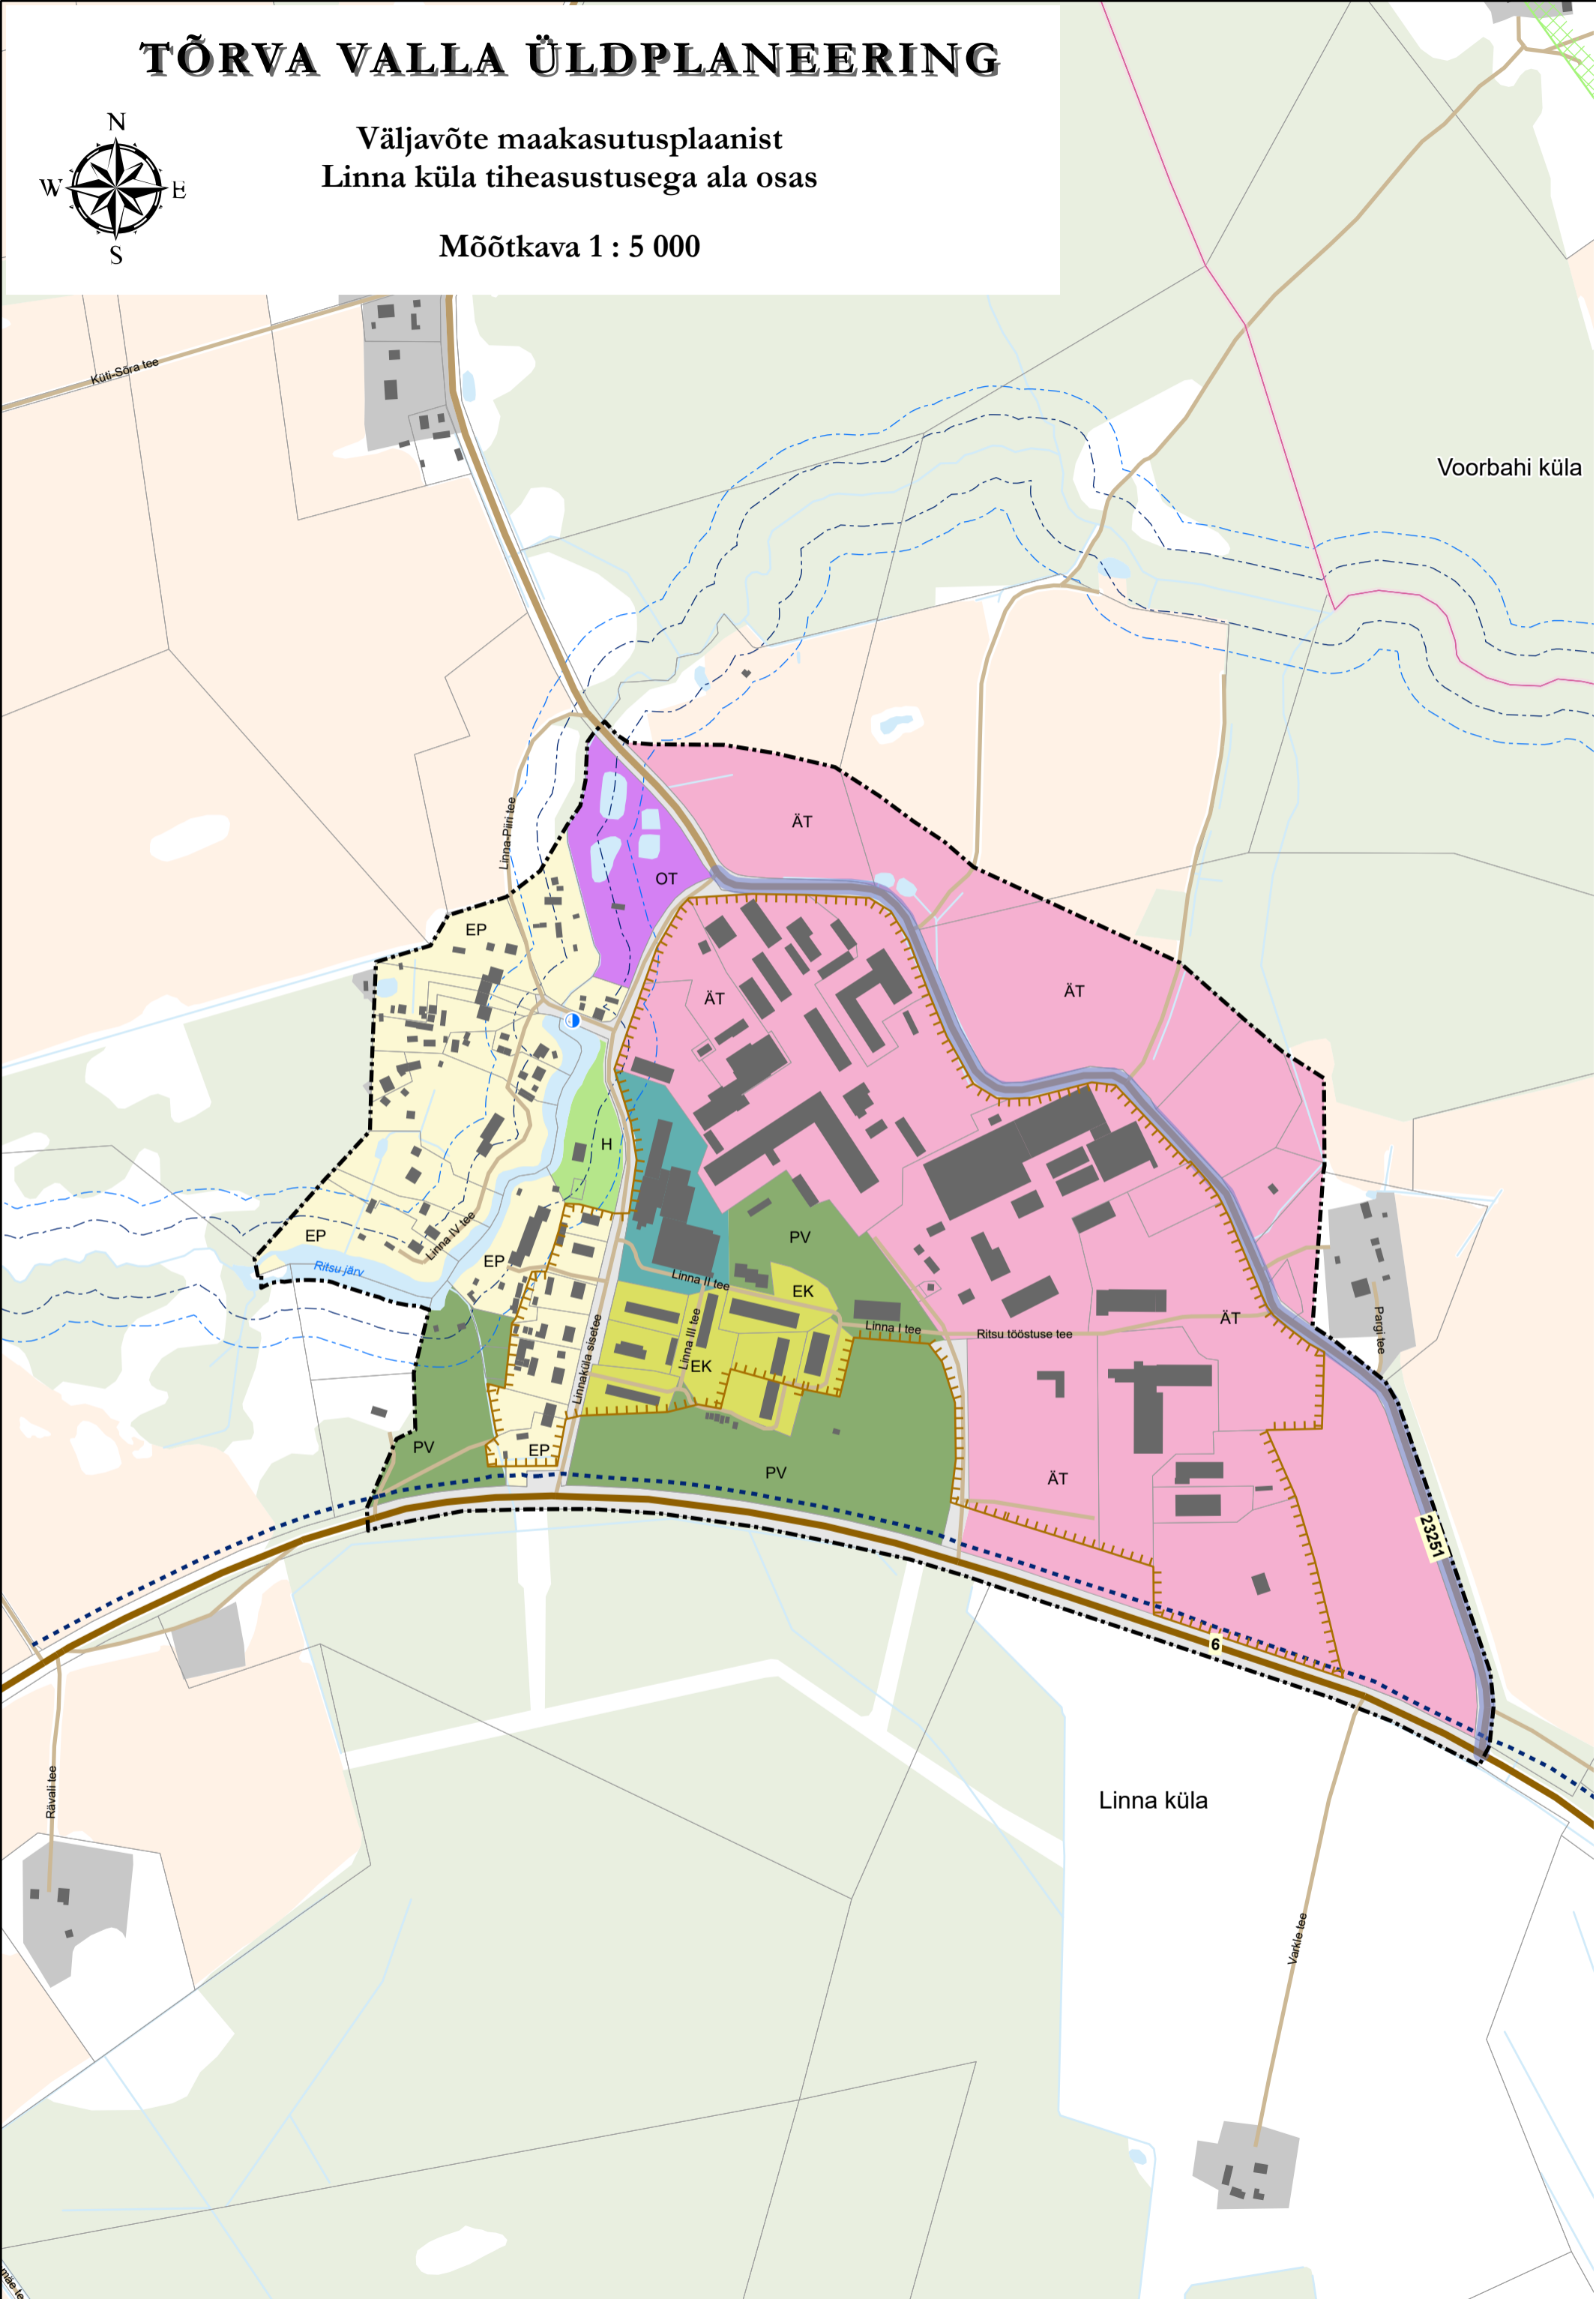 TÕRVA VALLA ÜLDPLANEERING
N
W
E
S
Väljavõte maakasutusplaanist
Linna küla tiheasustusega ala osas
Mõõtkava 1 : 5 000
Küti-Sõra tee
Voorbahi küla
Linna-Piiri tee
ÄT
OT
EP
ÄT
ÄT
H
EP
Linna IV tee
EP
Ritsu järv
PV
Linna II tee
EK
Linna I tee
Ritsu tööstuse tee
ÄT
Pargi tee
Linnaküla sisetee
Linna III tee
EK
PV
EP
PV
ÄT
23251
6
Rävali tee
Linna küla
Varkle tee